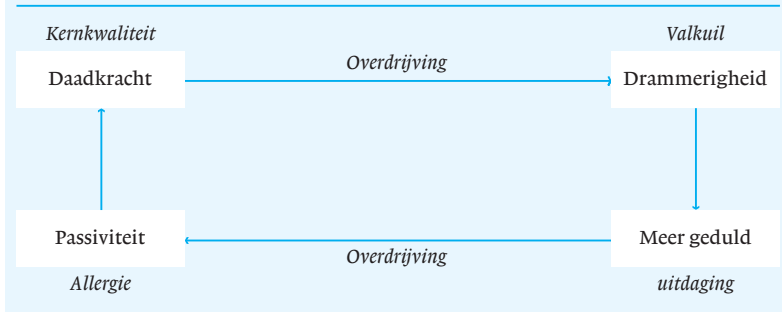 Kernkwaliteit
Valkuil
Daadkracht
Overdrijving
Drammerigheid
Passiviteit
Overdrijving
Meer geduld
Allergie
uitdaging